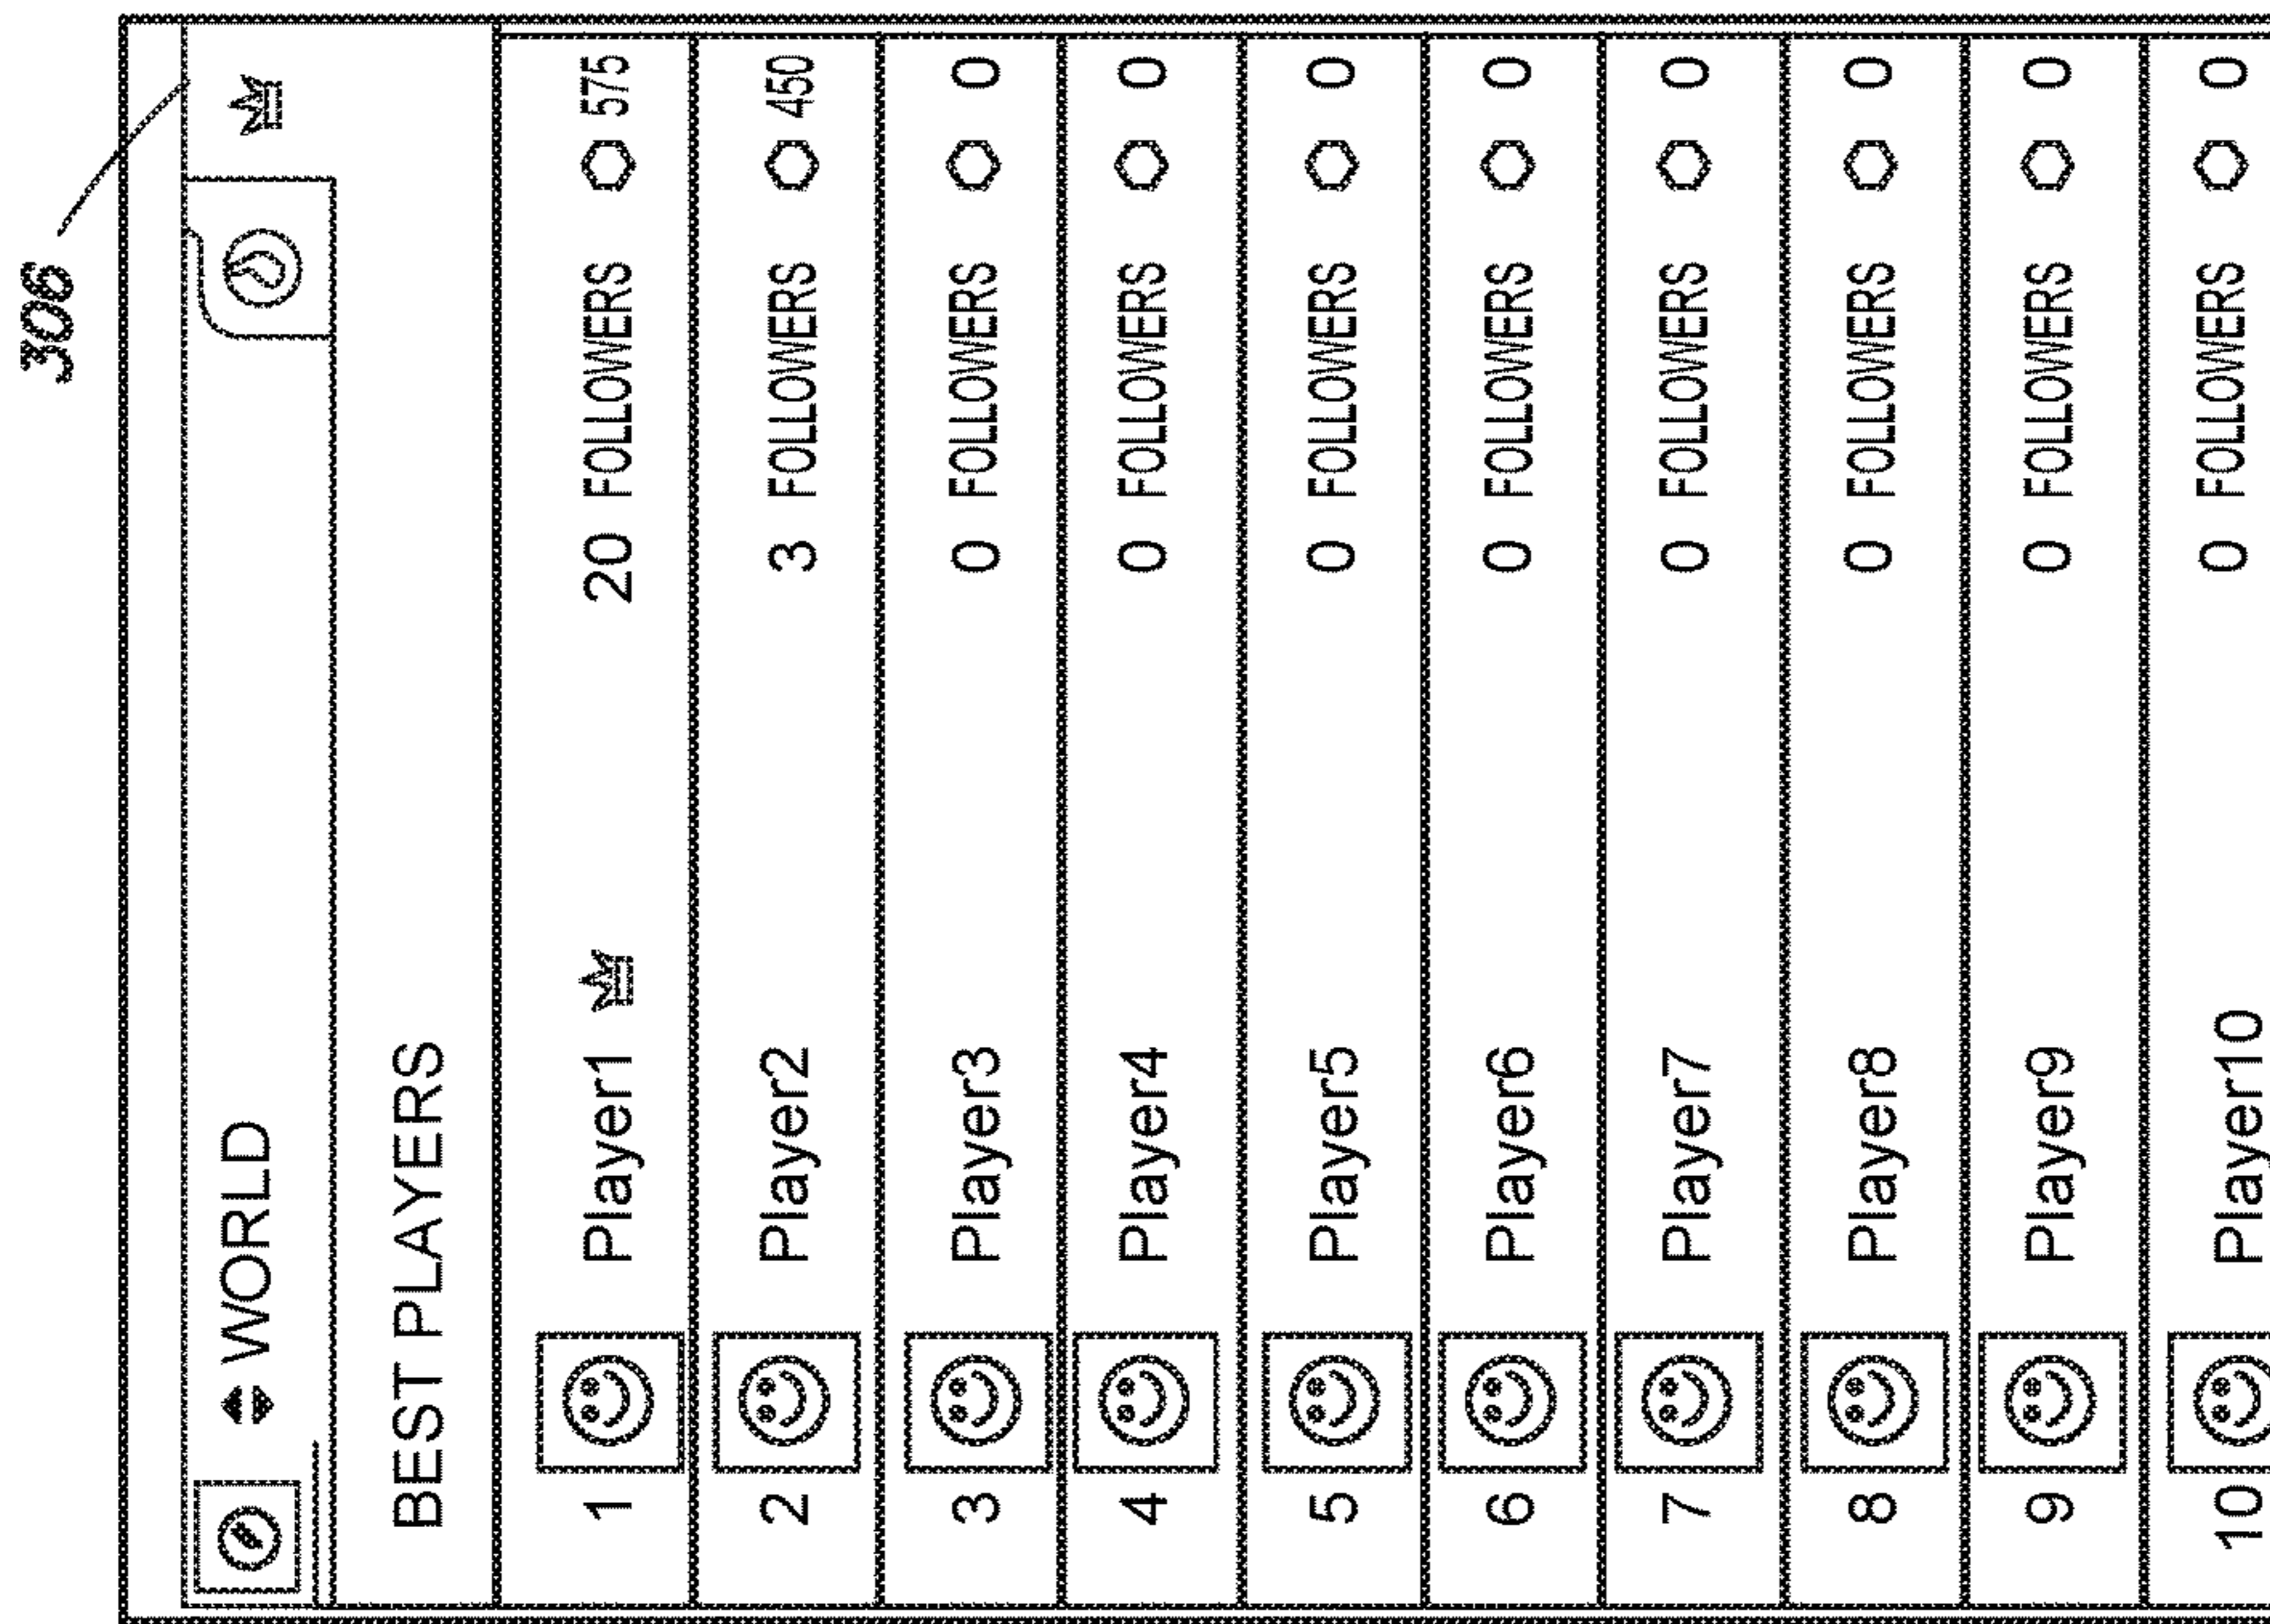 306
WORLD
BEST PLAYERS
1 Player1 20 FOLLOWERS 575
2 Player2 3 FOLLOWERS 450
3 Player3 0 FOLLOWERS 0
4 Player4 0 FOLLOWERS 0
5 Player5 0 FOLLOWERS 0
6 Player6 0 FOLLOWERS 0
7 Player7 0 FOLLOWERS 0
8 Player8 0 FOLLOWERS 0
9 Player9 0 FOLLOWERS 0
10 Player10 0 FOLLOWERS 0